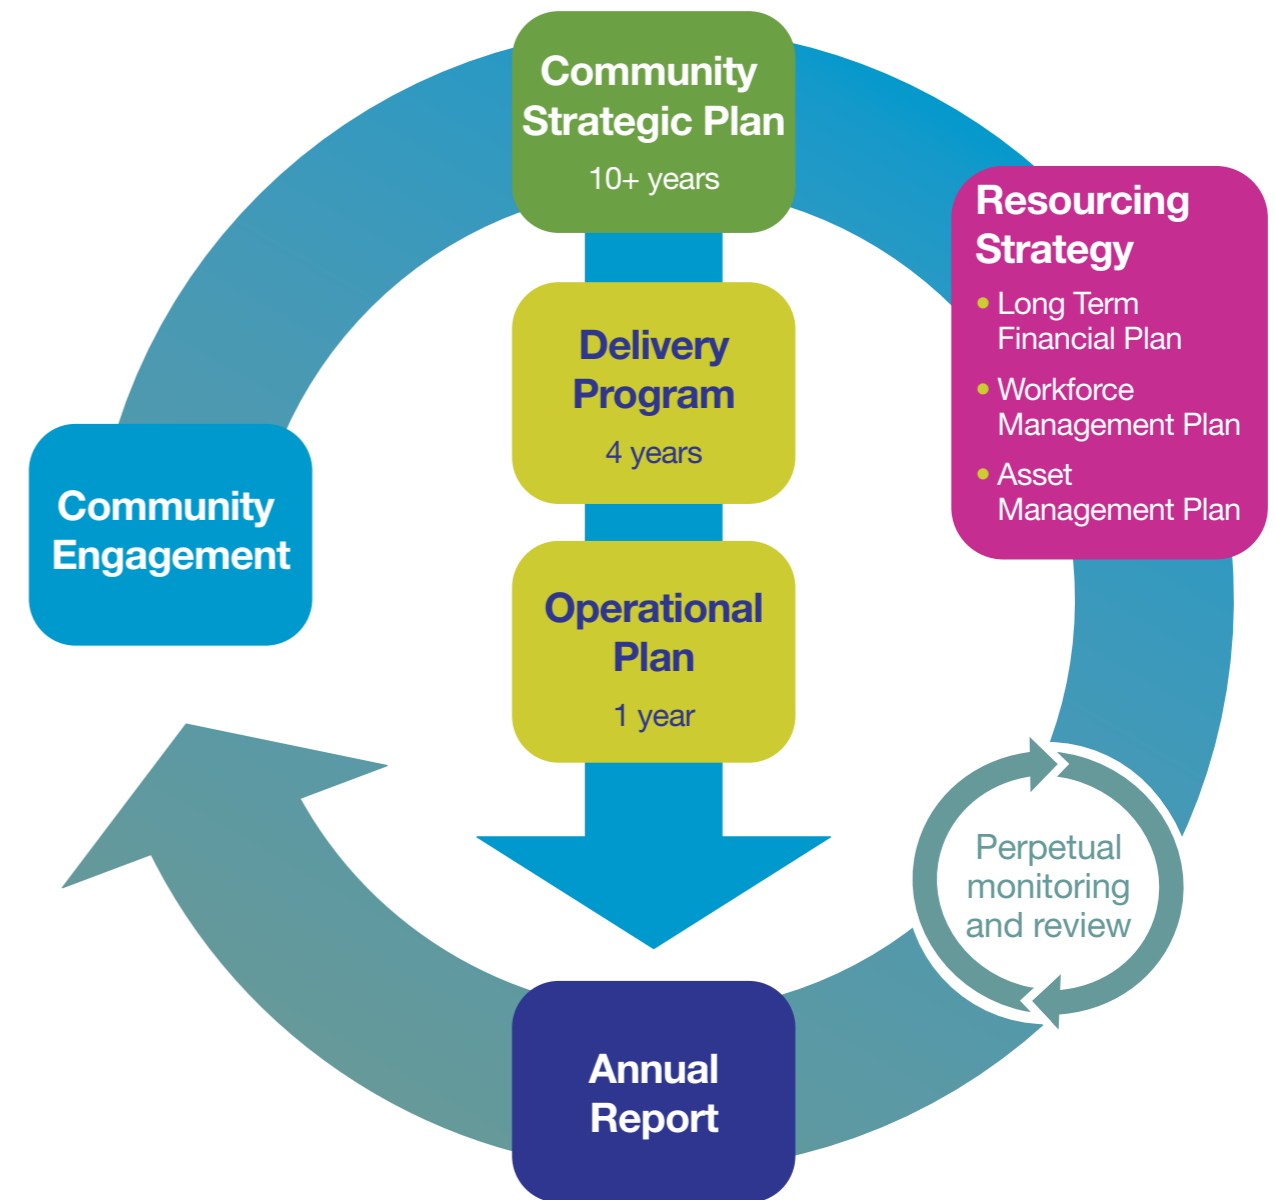 Community
Strategic Plan
10+ years
Resourcing
Strategy
• Long Term
Financial Plan
• Workforce
Management Plan
• Asset
Management Plan
Delivery
Program
4 years
Community
Engagement
Operational
Plan
1 year
Perpetual
monitoring
and review
Annual
Report